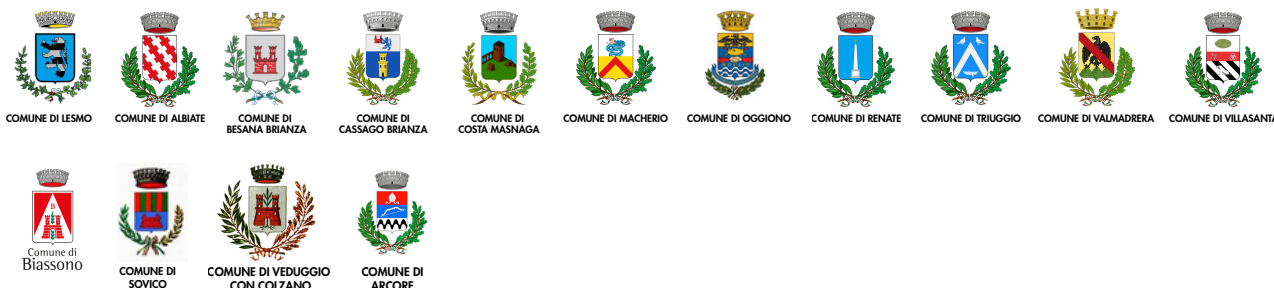 COMUNE DI LESMO
COMUNE DI ALBIATE
COMUNE DI
BESANA BRIANZA
COMUNE DI
CASSAGO BRIANZA
COMUNE DI
COSTA MASNAGA
COMUNE DI MACHERIO
COMUNE DI OGGIONO
COMUNE DI RENATE
COMUNE DI TRIUGGIO
COMUNE DI VALMADRERA
COMUNE DI VILLASANTA
B
Comune di
Biassono
COMUNE DI
SOVICO
COMUNE DI VEDUGGIO
CON COLZANO
COMUNE DI
ARCORE